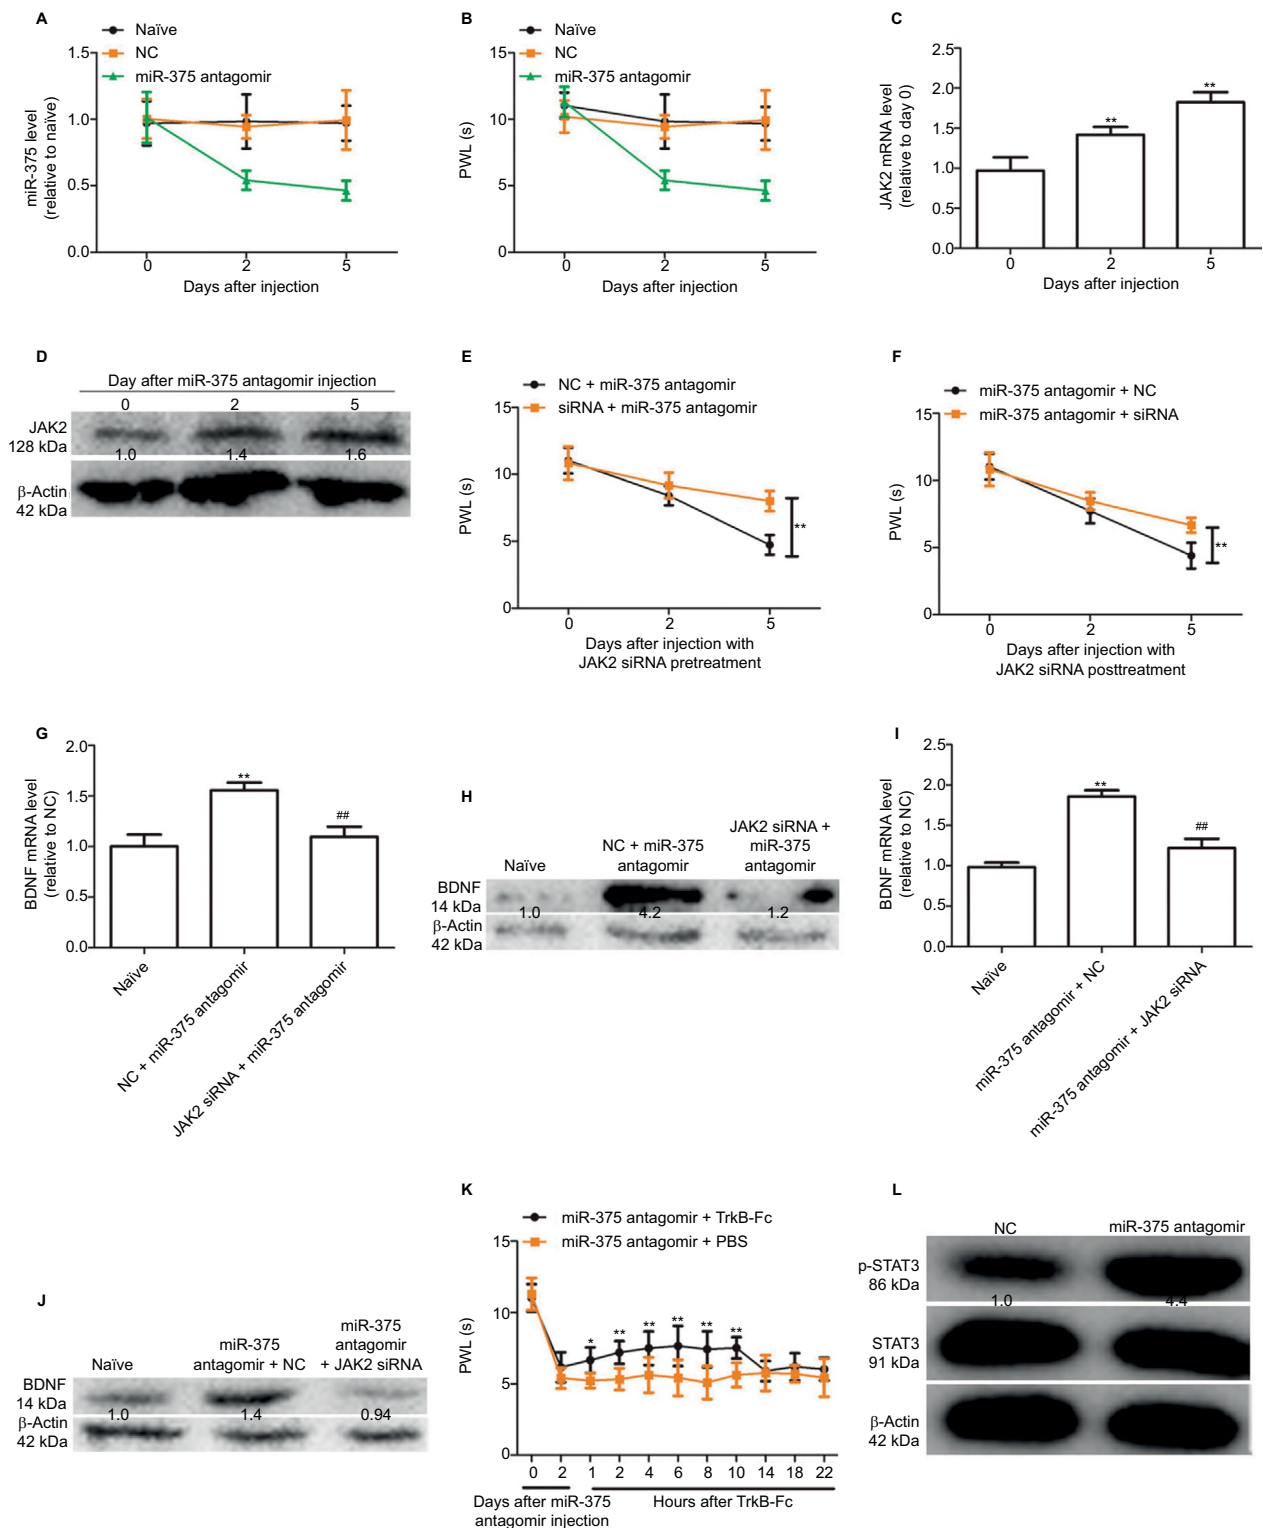 A
Naïve
NC
miR-375 antagomir
miR-375 level
(relative to naïve)
1.5
1.0
0.5
0.0
0
2
5
Days after injection
B
Naïve
NC
miR-375 antagomir
PWL (s)
15
10
5
0
0
2
5
Days after injection
C
JAK2 mRNA level
(relative to day 0)
2.5
2.0
1.5
1.0
0.5
0.0
**
**
0
2
5
Days after injection
D
Day after miR-375 antagomir injection
0
2
5
JAK2
128 kDa
1.0
1.4
1.6
β-Actin
42 kDa
E
NC + miR-375 antagomir
siRNA + miR-375 antagomir
PWL (s)
15
10
5
0
**
0
2
5
Days after injection with
JAK2 siRNA pretreatment
F
miR-375 antagomir + NC
miR-375 antagomir + siRNA
PWL (s)
15
10
5
0
**
0
2
5
Days after injection with
JAK2 siRNA posttreatment
G
BDNF mRNA level
(relative to NC)
2.0
1.5
1.0
0.5
0.0
**
##
Naïve
NC + miR-375 antagomir
JAK2 siRNA + miR-375 antagomir
H
Naïve
NC + miR-375
antagomir
JAK2 siRNA +
miR-375
antagomir
BDNF
14 kDa
1.0
4.2
1.2
β-Actin
42 kDa
I
BDNF mRNA level
(relative to NC)
2.5
2.0
1.5
1.0
0.5
0.0
**
##
Naïve
miR-375 antagomir + NC
miR-375 antagomir + JAK2 siRNA
J
Naïve
miR-375
antagomir + NC
miR-375
antagomir
+ JAK2 siRNA
BDNF
14 kDa
1.0
1.4
0.94
β-Actin
42 kDa
K
miR-375 antagomir + TrkB-Fc
miR-375 antagomir + PBS
PWL (s)
15
10
5
0
*
**
**
**
**
**
0
2
1
2
4
6
8
10
14
18
22
Days after miR-375
antagomir injection
Hours after TrkB-Fc
L
NC
miR-375 antagomir
p-STAT3
86 kDa
1.0
4.4
STAT3
91 kDa
β-Actin
42 kDa